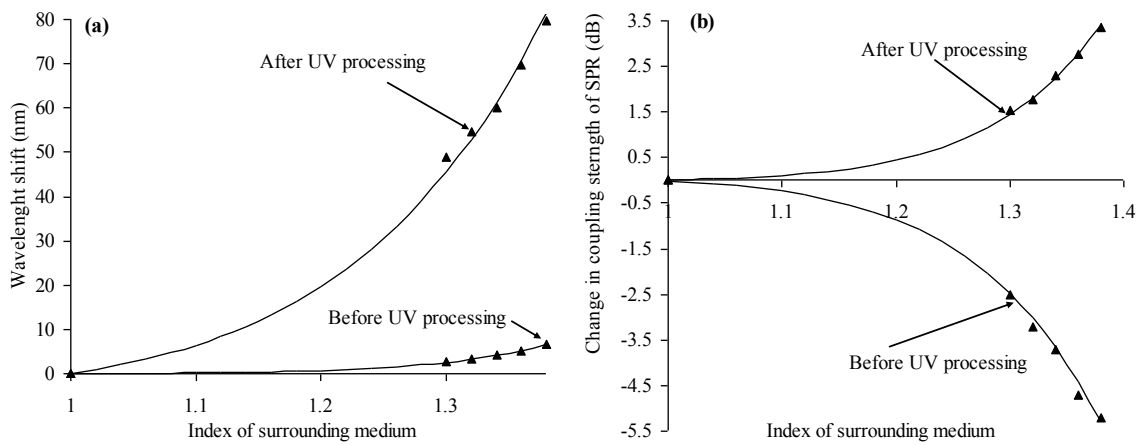 (a)
Wavelenght shift (nm)
80
70
60
50
40
30
20
10
0
After UV processing
Before UV processing
1
1.1
1.2
1.3
Index of surrounding medium
(b)
Change in coupling sterngth of SPR (dB)
3.5
2.5
1.5
0.5
-0.5
-1.5
-2.5
-3.5
-4.5
-5.5
After UV processing
1
1.1
1.2
1.3
1.4
Before UV processing
Index of surrounding medium